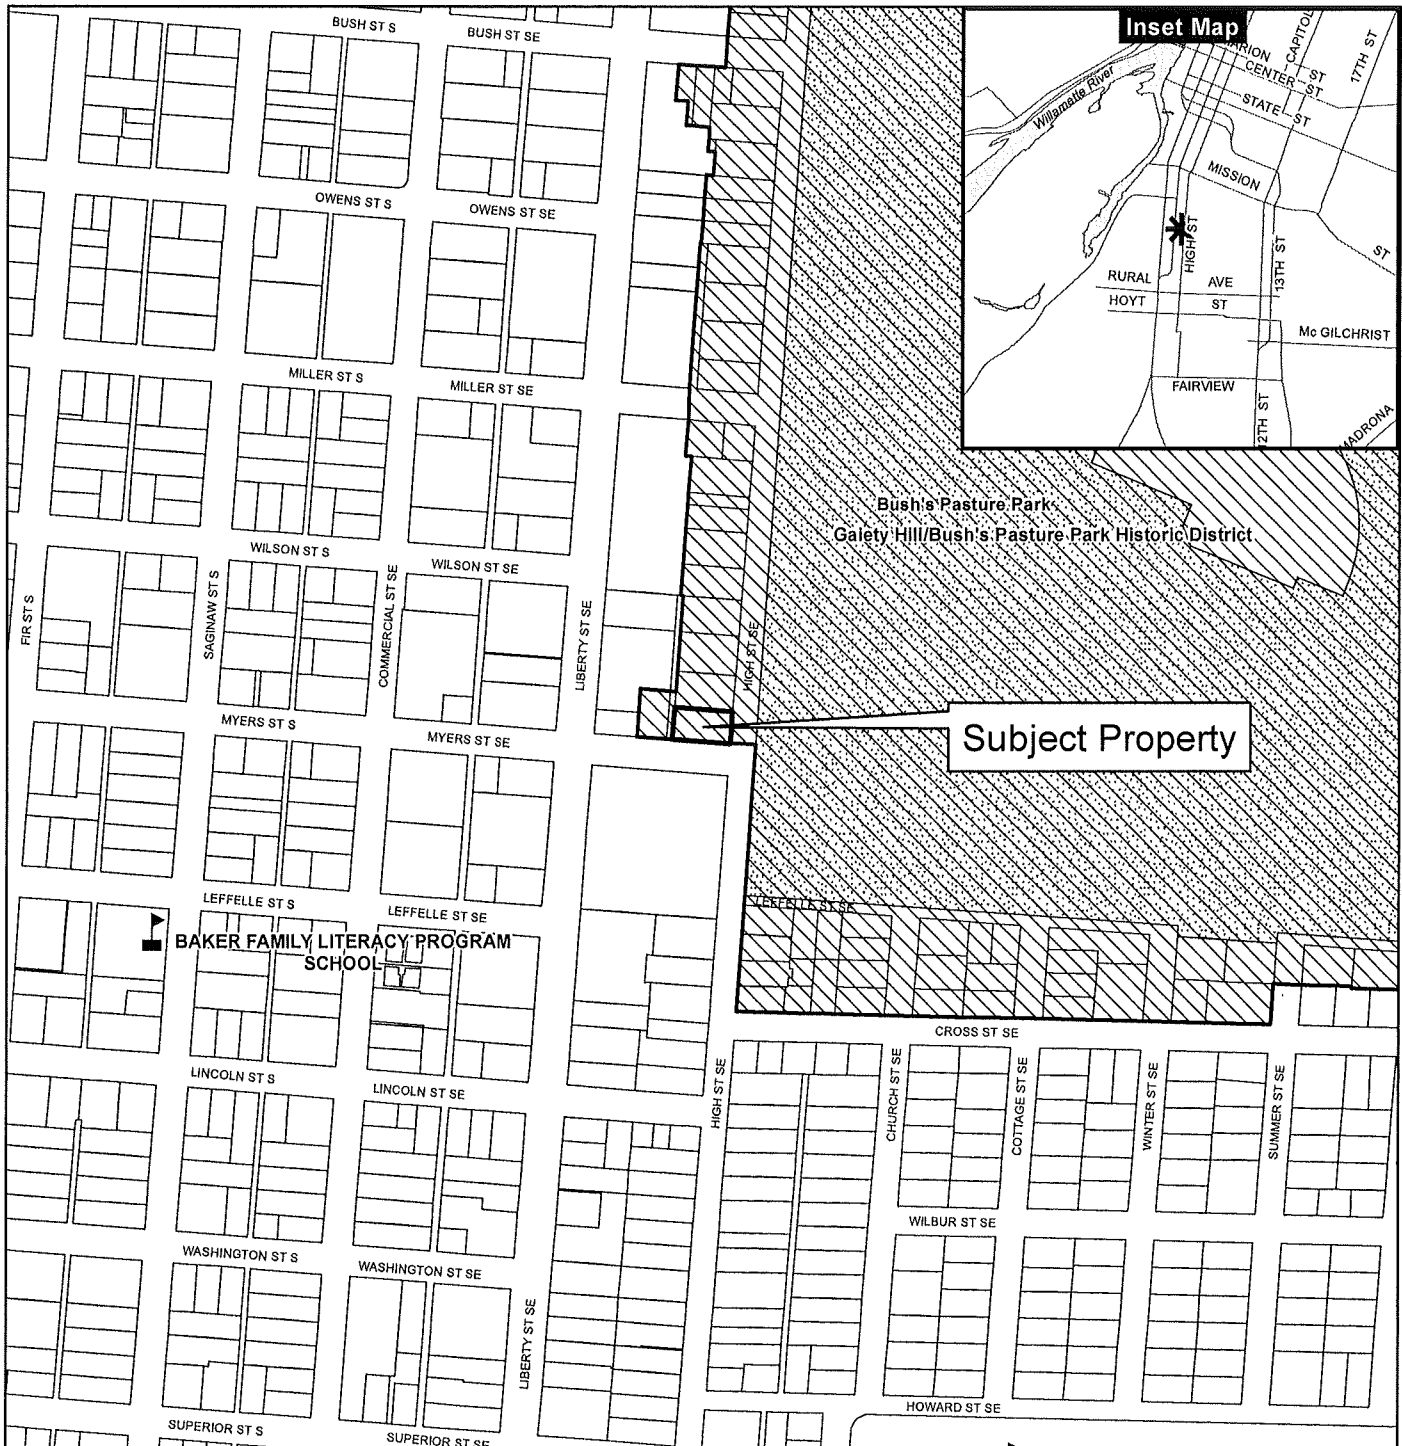 BUSH ST S
BUSH ST SE
Inset Map
CAPITOL
17TH ST
ARION ST
CENTER ST
STATE ST
Willamette River
MISSION
ST
HIGH ST
13TH ST
RURAL AVE
HOYT ST
Mc GILCHRIST
FAIRVIEW
12TH ST
MADRONA
OWENS ST S
OWENS ST SE
MILLER ST S
MILLER ST SE
Bush's Pasture Park
Gaiety Hill/Bush's Pasture Park Historic District
WILSON ST S
WILSON ST SE
FIR ST S
SAGINAW ST S
COMMERCIAL ST SE
LIBERTY ST SE
HIGH ST SE
MYERS ST S
MYERS ST SE
Subject Property
LEFFELLE ST S
LEFFELLE ST SE
LEFFELLE ST SE
BAKER FAMILY LITERACY PROGRAM
SCHOOL
CROSS ST SE
LINCOLN ST S
LINCOLN ST SE
HIGH ST SE
CHURCH ST SE
COTTAGE ST SE
WINTER ST SE
SUMMER ST SE
WILBUR ST SE
WASHINGTON ST S
WASHINGTON ST SE
LIBERTY ST SE
HOWARD ST SE
SUPERIOR ST S
SUPERIOR ST SE